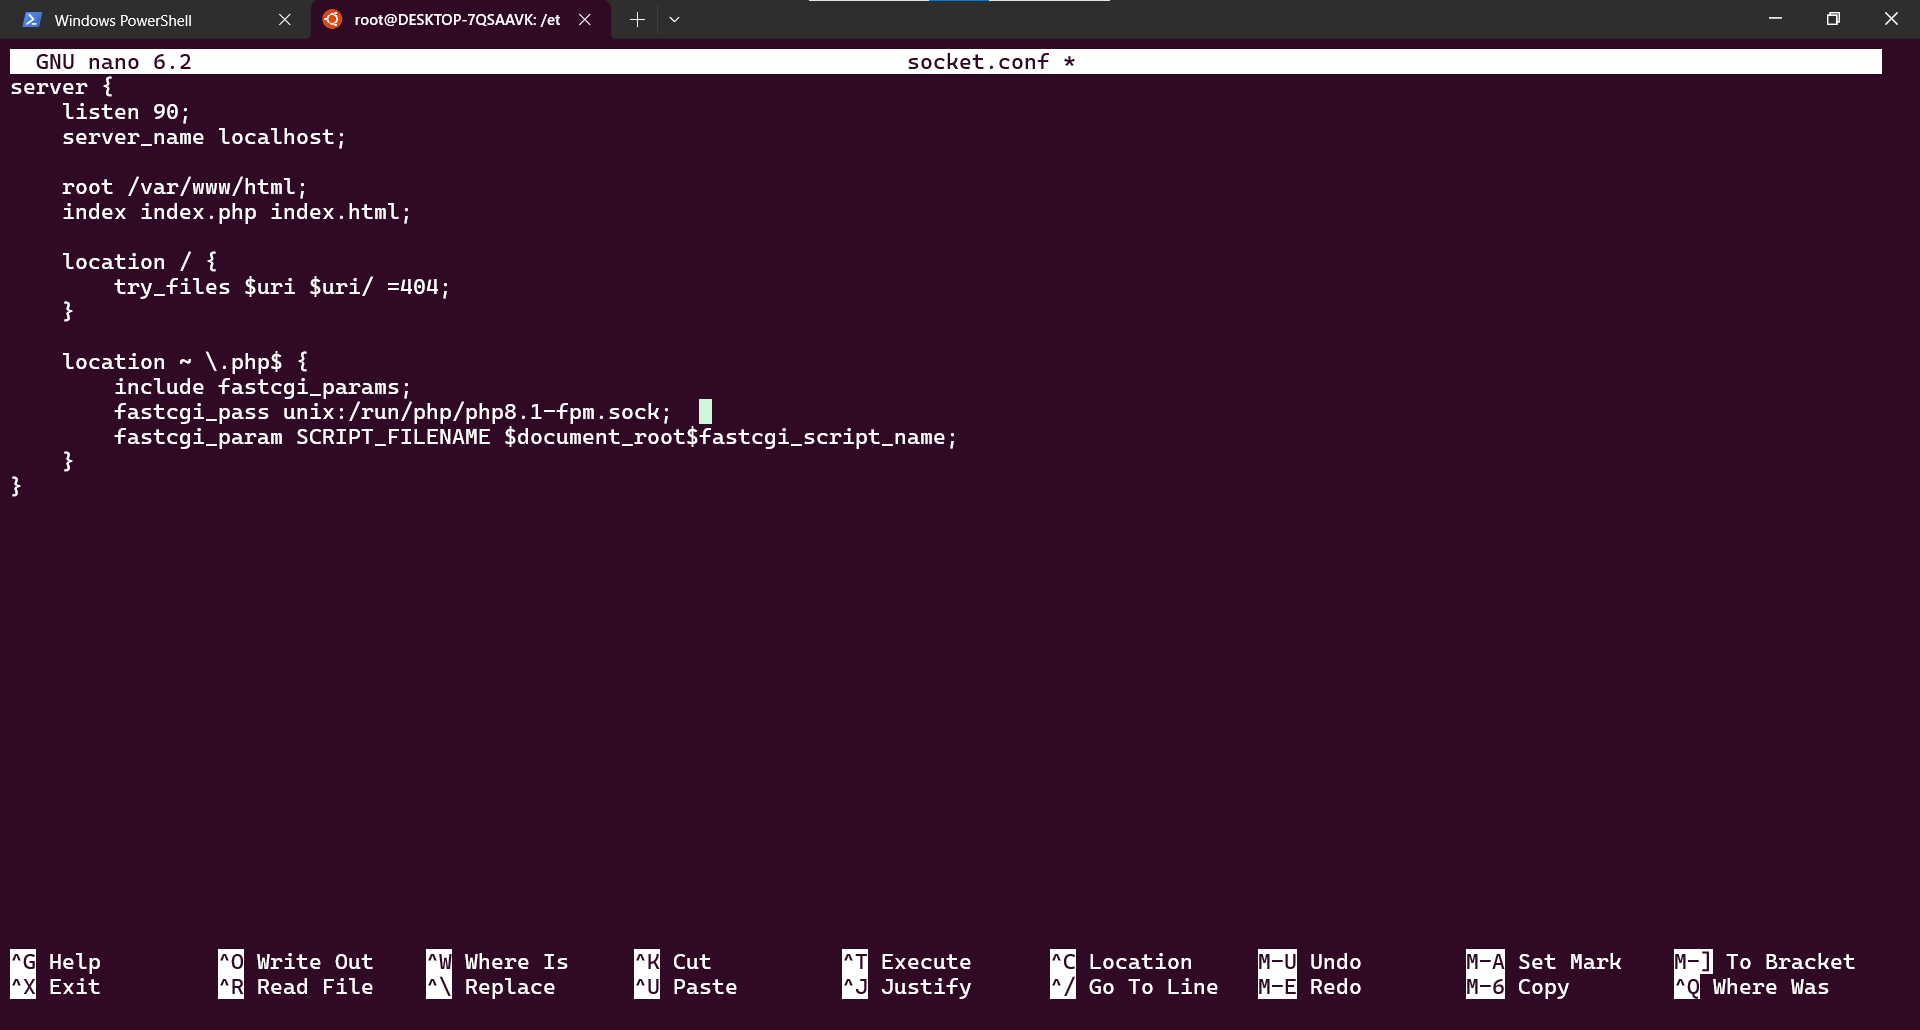 Windows PowerShell
root@DESKTOP-7QSAAVK: /et
GNU nano 6.2 socket.conf *
server {
    listen 90;
    server_name localhost;

    root /var/www/html;
    index index.php index.html;

    location / {
        try_files $uri $uri/ =404;
    }

    location ~ \.php$ {
        include fastcgi_params;
        fastcgi_pass unix:/run/php/php8.1-fpm.sock;
        fastcgi_param SCRIPT_FILENAME $document_root$fastcgi_script_name;
    }
}
^G Help ^O Write Out ^W Where Is ^K Cut ^T Execute ^C Location M-U Undo M-A Set Mark M-] To Bracket
^X Exit ^R Read File ^\ Replace ^U Paste ^J Justify ^/ Go To Line M-E Redo M-6 Copy ^Q Where Was